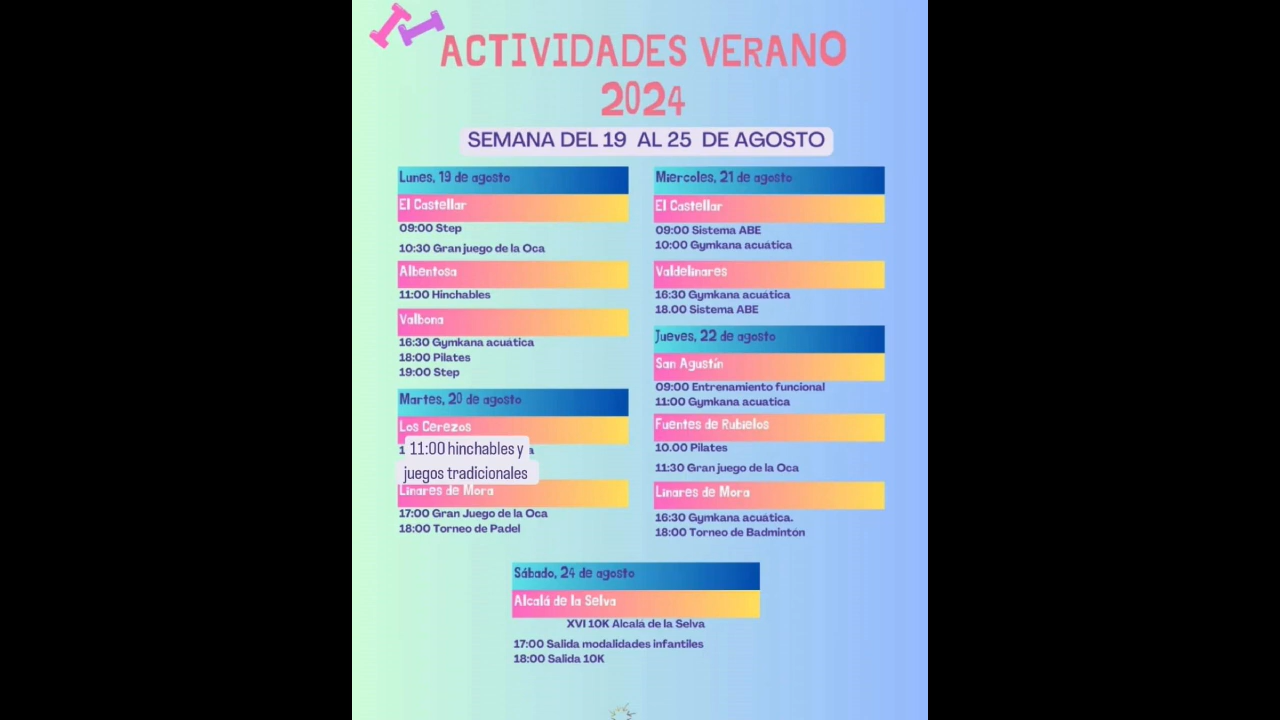 ACTIVIDADES VERANO
2024
SEMANA DEL 19 AL 25 DE AGOSTO
Lunes, 19 de agosto
El Castellar
09:00 Step
10:30 Gran juego de la Oca
Albentosa
11:00 Hinchables
Valbona
16:30 Gymkana acuática
18:00 Pilates
19:00 Step
Martes, 20 de agosto
Los Cerezos
11:00 hinchables y
juegos tradicionales
Linares de Mora
17:00 Gran Juego de la Oca
18:00 Torneo de Padel
Miercoles, 21 de agosto
El Castellar
09:00 Sistema ABE
10:00 Gymkana acuática
Valdelinares
16:30 Gymkana acuática
18.00 Sistema ABE
Jueves, 22 de agosto
San Agustín
09:00 Entrenamiento funcional
11:00 Gymkana acuática
Fuentes de Rubielos
10.00 Pilates
11:30 Gran juego de la Oca
Linares de Mora
16:30 Gymkana acuática.
18:00 Torneo de Badminton
Sábado, 24 de agosto
Alcalá de la Selva
XVI 10K Alcalá de la Selva
17:00 Salida modalidades infantiles
18:00 Salida 10K